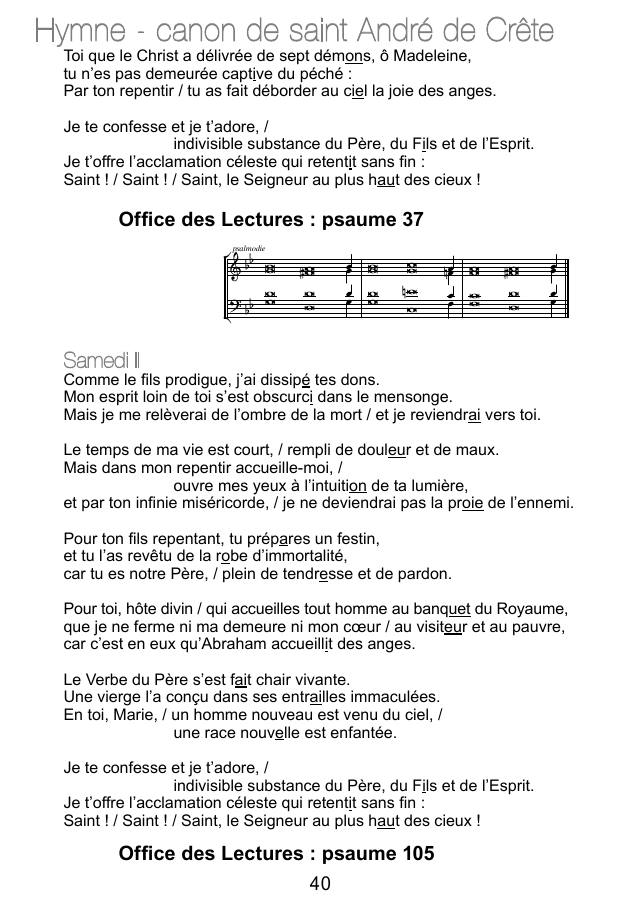 Hymne - canon de saint André de Crête
Toi que le Christ a délivrée de sept démons, ô Madeleine,
tu n’es pas demeurée captive du péché :
Par ton repentir / tu as fait déborder au ciel la joie des anges.
Je te confesse et je t’adore, /
indivisible substance du Père, du Fils et de l’Esprit.
Je t’offre l’acclamation céleste qui retentit sans fin :
Saint ! / Saint ! / Saint, le Seigneur au plus haut des cieux !
Office des Lectures : psaume 37
psalmodie
Samedi II
Comme le fils prodigue, j’ai dissipé tes dons.
Mon esprit loin de toi s’est obscurci dans le mensonge.
Mais je me relèverai de l’ombre de la mort / et je reviendrai vers toi.
Le temps de ma vie est court, / rempli de douleur et de maux.
Mais dans mon repentir accueille-moi, /
ouvre mes yeux à l’intuition de ta lumière,
et par ton infinie miséricorde, / je ne deviendrai pas la proie de l’ennemi.
Pour ton fils repentant, tu prépares un festin,
et tu l’as revêtu de la robe d’immortalité,
car tu es notre Père, / plein de tendresse et de pardon.
Pour toi, hôte divin / qui accueilles tout homme au banquet du Royaume,
que je ne ferme ni ma demeure ni mon cœur / au visiteur et au pauvre,
car c’est en eux qu’Abraham accueillit des anges.
Le Verbe du Père s’est fait chair vivante.
Une vierge l’a conçu dans ses entrailles immaculées.
En toi, Marie, / un homme nouveau est venu du ciel, /
une race nouvelle est enfantée.
Je te confesse et je t’adore, /
indivisible substance du Père, du Fils et de l’Esprit.
Je t’offre l’acclamation céleste qui retentit sans fin :
Saint ! / Saint ! / Saint, le Seigneur au plus haut des cieux !
Office des Lectures : psaume 105
40